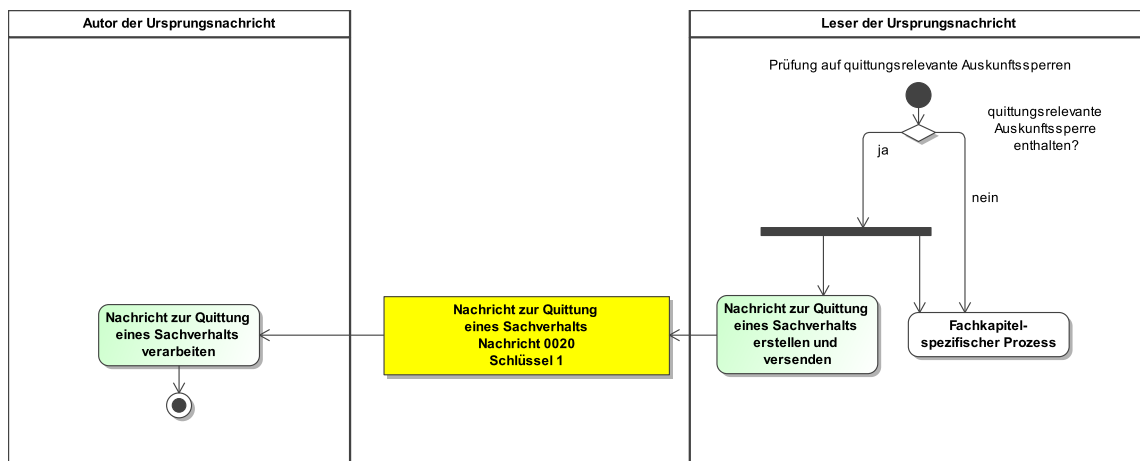 Autor der Ursprungsnachricht
Leser der Ursprungsnachricht
Prüfung auf quittungsrelevante Auskunftssperren
quittungsrelevante
Auskunftssperre
enthalten?
ja
nein
Nachricht zur Quittung
eines Sachverhalts
verarbeiten
Nachricht zur Quittung
eines Sachverhalts
Nachricht 0020
Schlüssel 1
Nachricht zur Quittung
eines Sachverhalts
erstellen und
versenden
Fachkapitel-
spezifischer Prozess